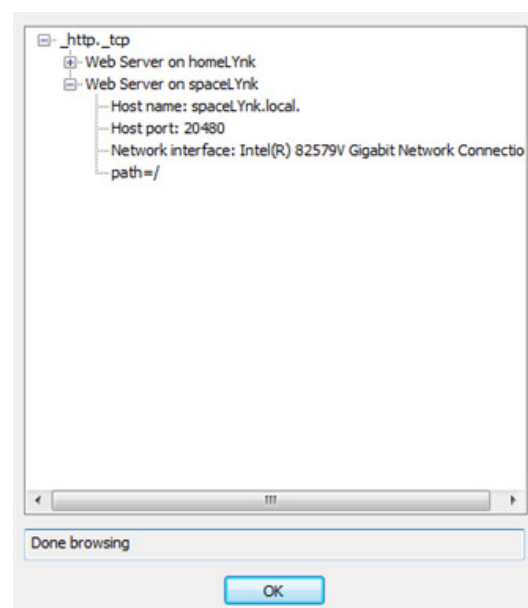 _http._tcp
Web Server on homeLYnk
Web Server on spaceLYnk
Host name: spaceLYnk.local.
Host port: 20480
Network interface: Intel(R) 82579V Gigabit Network Connectio
path=/
Done browsing
OK